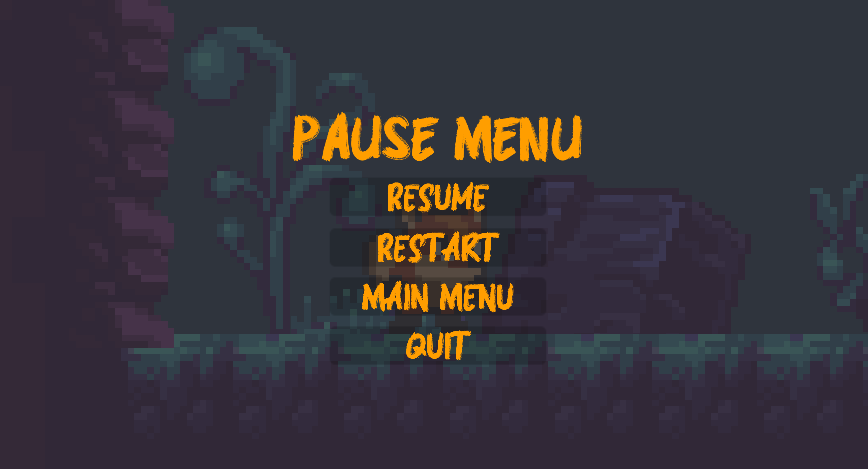 PAUSE MENU
RESUME
RESTART
MAIN MENU
QUIT